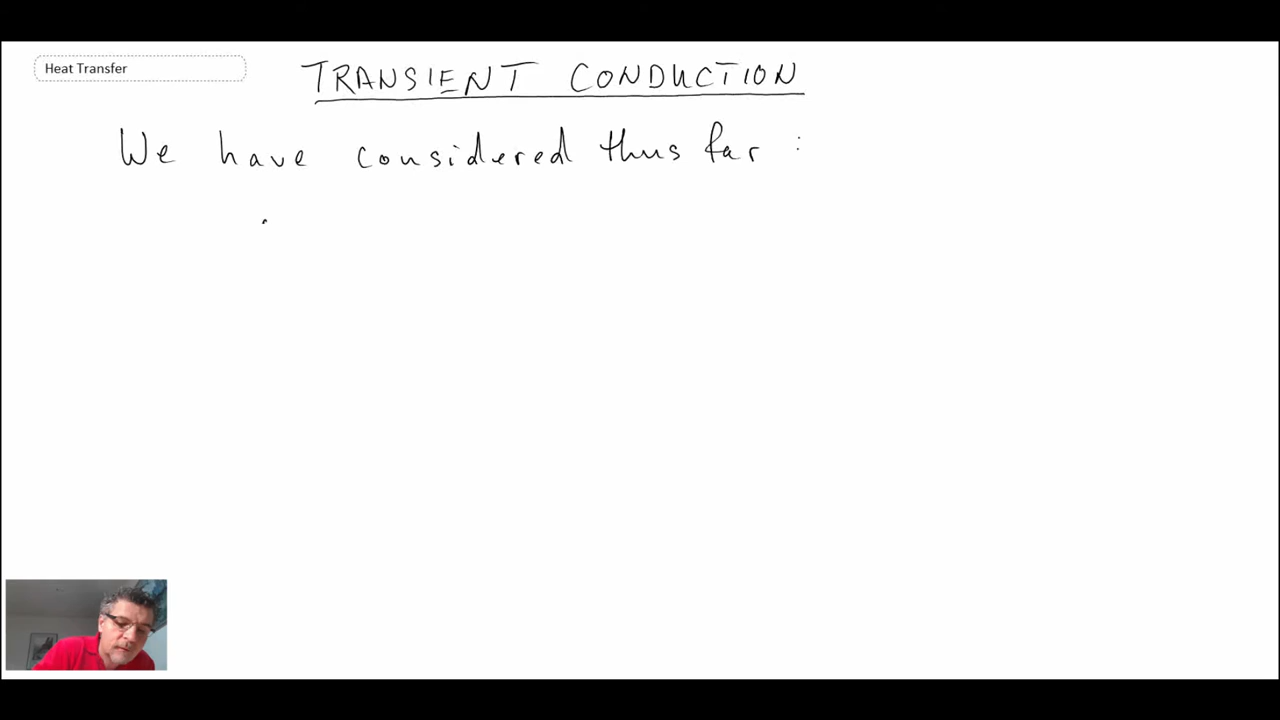 Heat Transfer
TRANSIENT CONDUCTION
We have considered thus far :